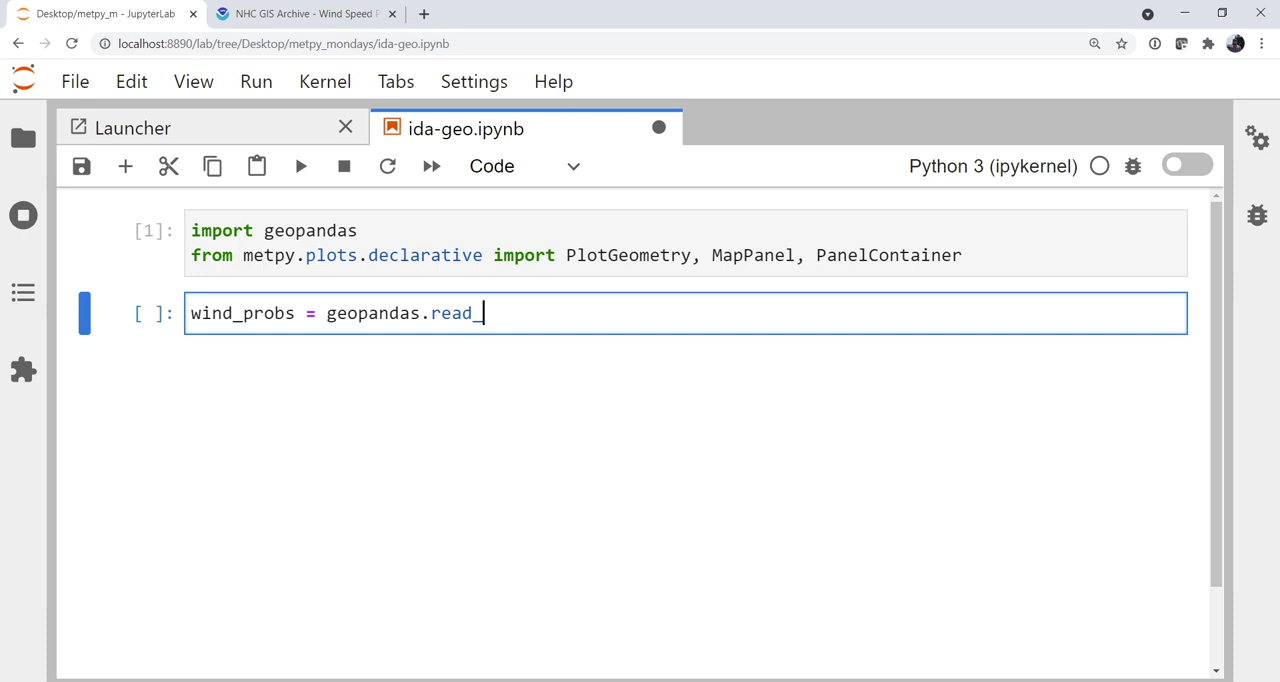 Desktop/metpy_m - JupyterLab
NHC GIS Archive - Wind Speed P
localhost:8890/lab/tree/Desktop/metpy_mondays/ida-geo.ipynb
File Edit View Run Kernel Tabs Settings Help
Launcher
ida-geo.ipynb
Code
Python 3 (ipykernel)
[1]: import geopandas
from metpy.plots.declarative import PlotGeometry, MapPanel, PanelContainer
[ ]: wind_probs = geopandas.read_